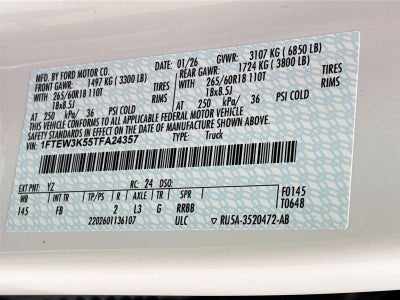 MFD. BY FORD MOTOR CO. 01/26 GVWR: 3107 KG (6850 LB)
FRONT GAWR: 1497 KG (3300 LB) REAR GAWR: 1724 KG (3800 LB)
265/60R18 110T TIRES 265/60R18 110T TIRES
18x8.5J RIMS 18x8.5J RIMS
AT 250 kPa/ 36 PSI COLD AT 250 kPa/ 36 PSI COLD
THIS VEHICLE CONFORMS TO ALL APPLICABLE FEDERAL MOTOR VEHICLE
SAFETY STANDARDS IN EFFECT ON THE DATE OF MANUFACTURE SHOWN ABOVE.
VIN: 1FTEW3K55TFA24357 TYPE: Truck
EXT PNT: YZ RC: 24 DSO: F0145
WB INT TR TP/PS R AXLE TR SPR T0648
145 FB 2 L3 G RRBB
2202601136107 ULC RU5A-3520472-AB